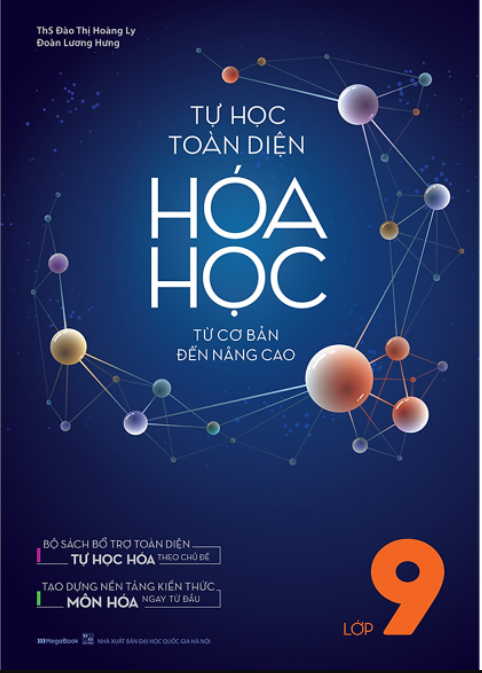 ThS Đào Thị Hoàng Ly
Đoàn Lương Hưng
TỰ HỌC
TOÀN DIỆN
HÓA
HỌC
TỪ CƠ BẢN
ĐẾN NÂNG CAO
BỘ SÁCH BỔ TRỢ TOÀN DIỆN
TỰ HỌC HÓA THEO CHỦ ĐỀ
TẠO DỰNG NỀN TẢNG KIẾN THỨC
MÔN HÓA NGAY TỪ ĐẦU
LỚP 9
MegaBook NHÀ XUẤT BẢN ĐẠI HỌC QUỐC GIA HÀ NỘI